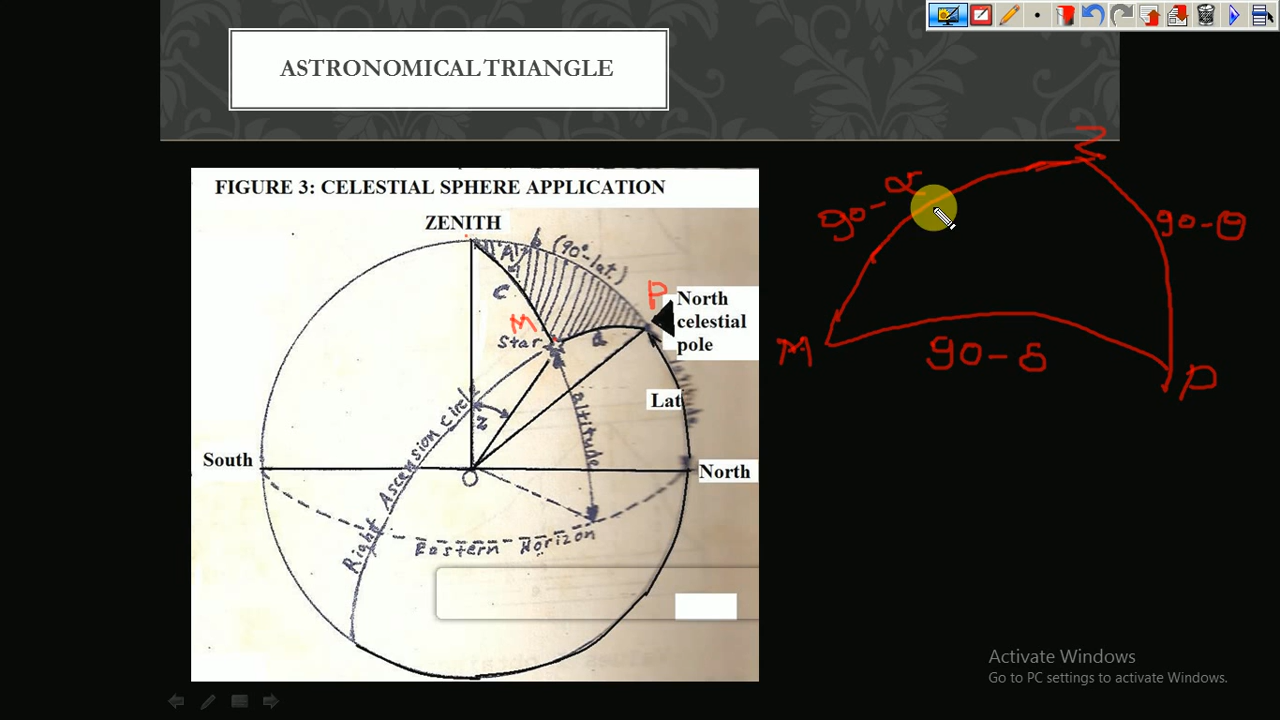 ASTRONOMICAL TRIANGLE
FIGURE 3: CELESTIAL SPHERE APPLICATION
ZENITH
A
b (90°-lat.)
c
P
North
celestial
pole
M
Star
d
Lat
altitude
Z
Right Ascension Circle
South
O
North
Eastern Horizon
Z
90-α
90-θ
M
90-δ
P
Activate Windows
Go to PC settings to activate Windows.